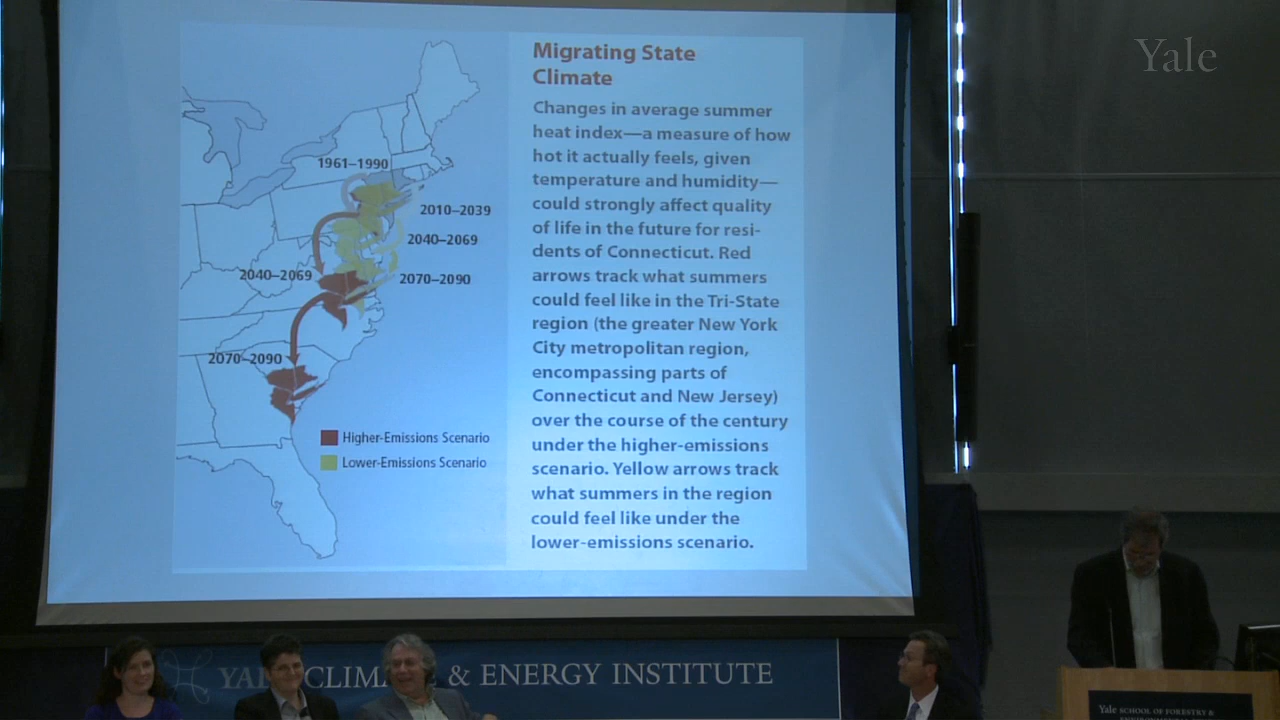 Yale
Migrating State
Climate
Changes in average summer
heat index—a measure of how
hot it actually feels, given
temperature and humidity—
could strongly affect quality
of life in the future for resi-
dents of Connecticut. Red
arrows track what summers
could feel like in the Tri-State
region (the greater New York
City metropolitan region,
encompassing parts of
Connecticut and New Jersey)
over the course of the century
under the higher-emissions
scenario. Yellow arrows track
what summers in the region
could feel like under the
lower-emissions scenario.
1961–1990
2010–2039
2040–2069
2040–2069
2070–2090
2070–2090
Higher-Emissions Scenario
Lower-Emissions Scenario
& ENERGY INSTITUTE
Yale SCHOOL OF FORESTRY &